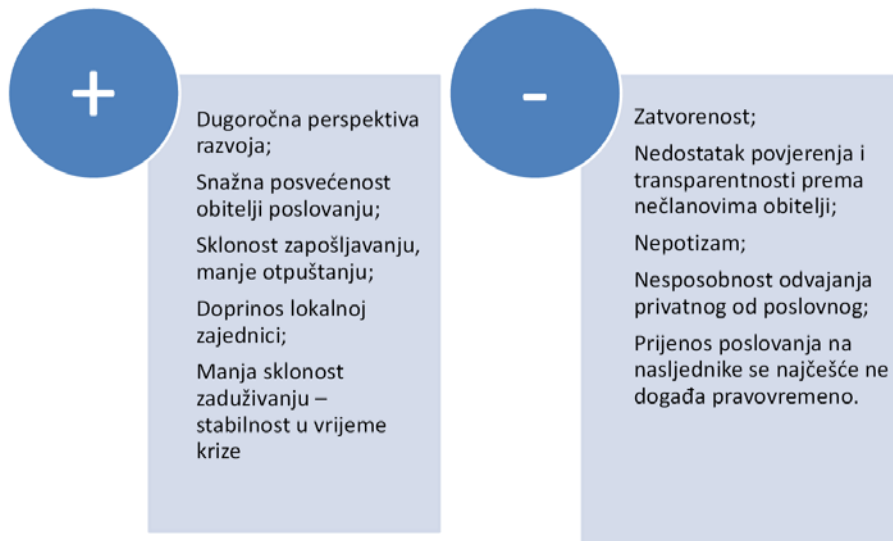 +
Dugoročna perspektiva
razvoja;
Snažna posvećenost
obitelji poslovanju;
Sklonost zapošljavanju,
manje otpuštanju;
Doprinos lokalnoj
zajednici;
Manja sklonost
zaduživanju –
stabilnost u vrijeme
krize
-
Zatvorenost;
Nedostatak povjerenja i
transparentnosti prema
nečlanovima obitelji;
Nepotizam;
Nesposobnost odvajanja
privatnog od poslovnog;
Prijenos poslovanja na
nasljednike se najčešće ne
događa pravovremeno.